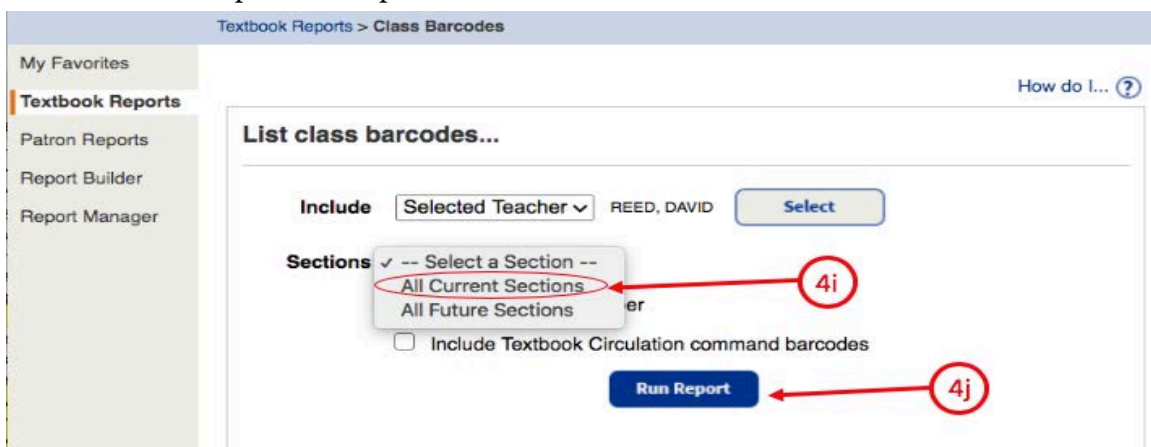 Textbook Reports > Class Barcodes
My Favorites
Textbook Reports
Patron Reports
Report Builder
Report Manager
How do I... ?
List class barcodes...
Include Selected Teacher REED, DAVID Select
Sections ✓ -- Select a Section --
All Current Sections
All Future Sections
4i
Include Textbook Circulation command barcodes
Run Report
4j